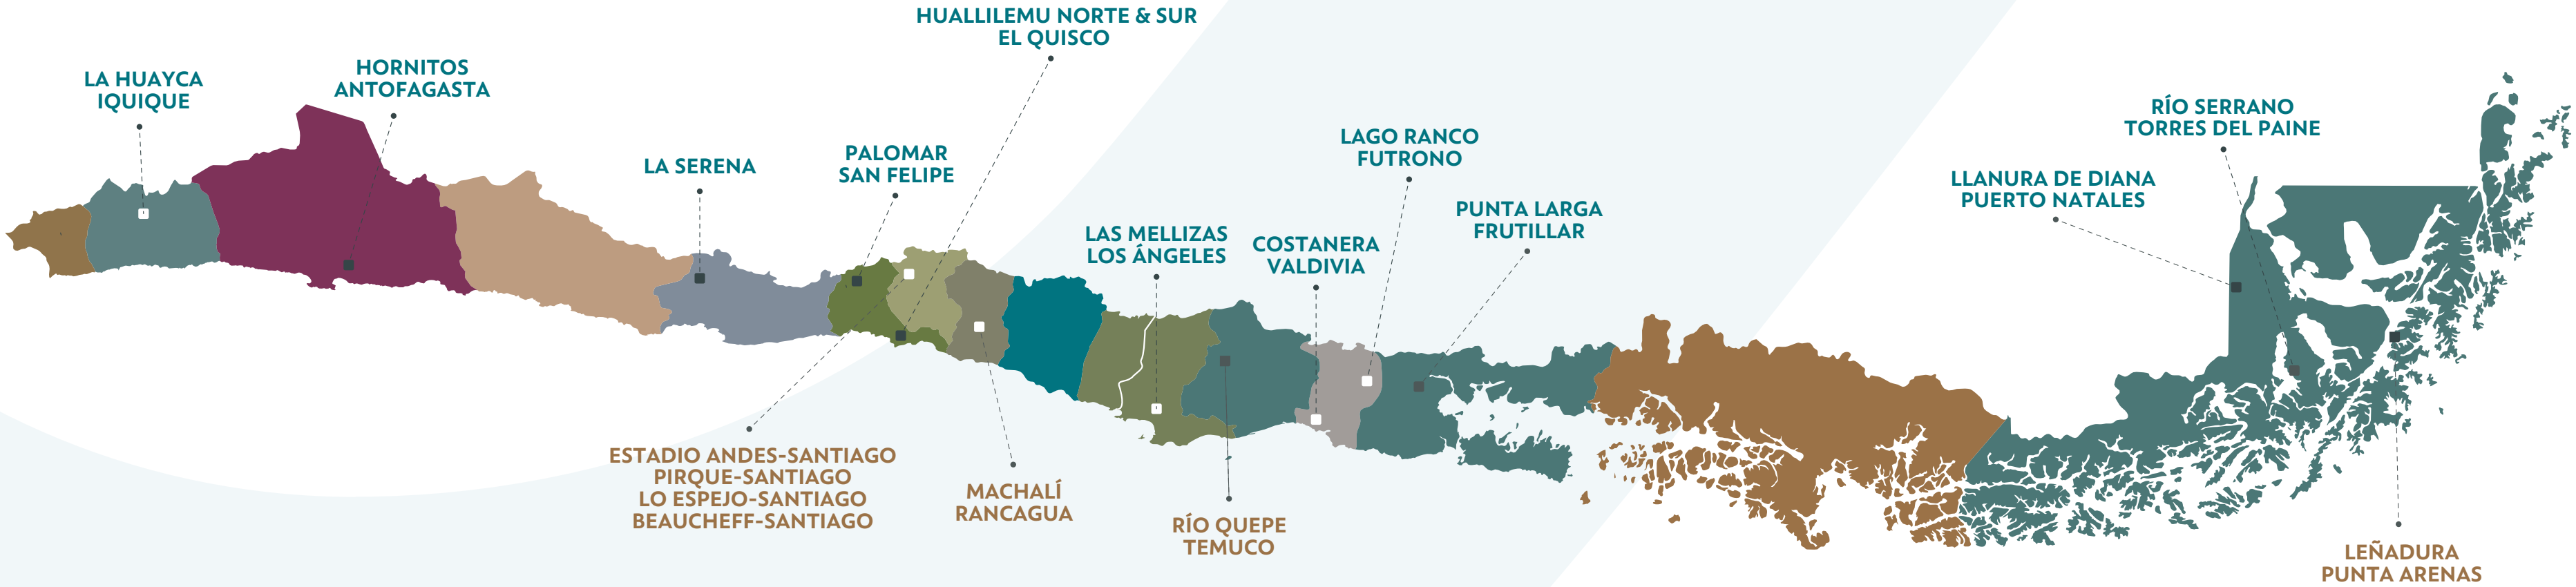 LA HUAYCA
IQUIQUE
HORNITOS
ANTOFAGASTA
LA SERENA
PALOMAR
SAN FELIPE
HUALLILEMU NORTE & SUR
EL QUISCO
LAS MELLIZAS
LOS ÁNGELES
COSTANERA
VALDIVIA
LAGO RANCO
FUTRONO
PUNTA LARGA
FRUTILLAR
LLANURA DE DIANA
PUERTO NATALES
RÍO SERRANO
TORRES DEL PAINE
ESTADIO ANDES-SANTIAGO
PIRQUE-SANTIAGO
LO ESPEJO-SANTIAGO
BEAUCHEFF-SANTIAGO
MACHALÍ
RANCAGUA
RÍO QUEPE
TEMUCO
LEÑADURA
PUNTA ARENAS